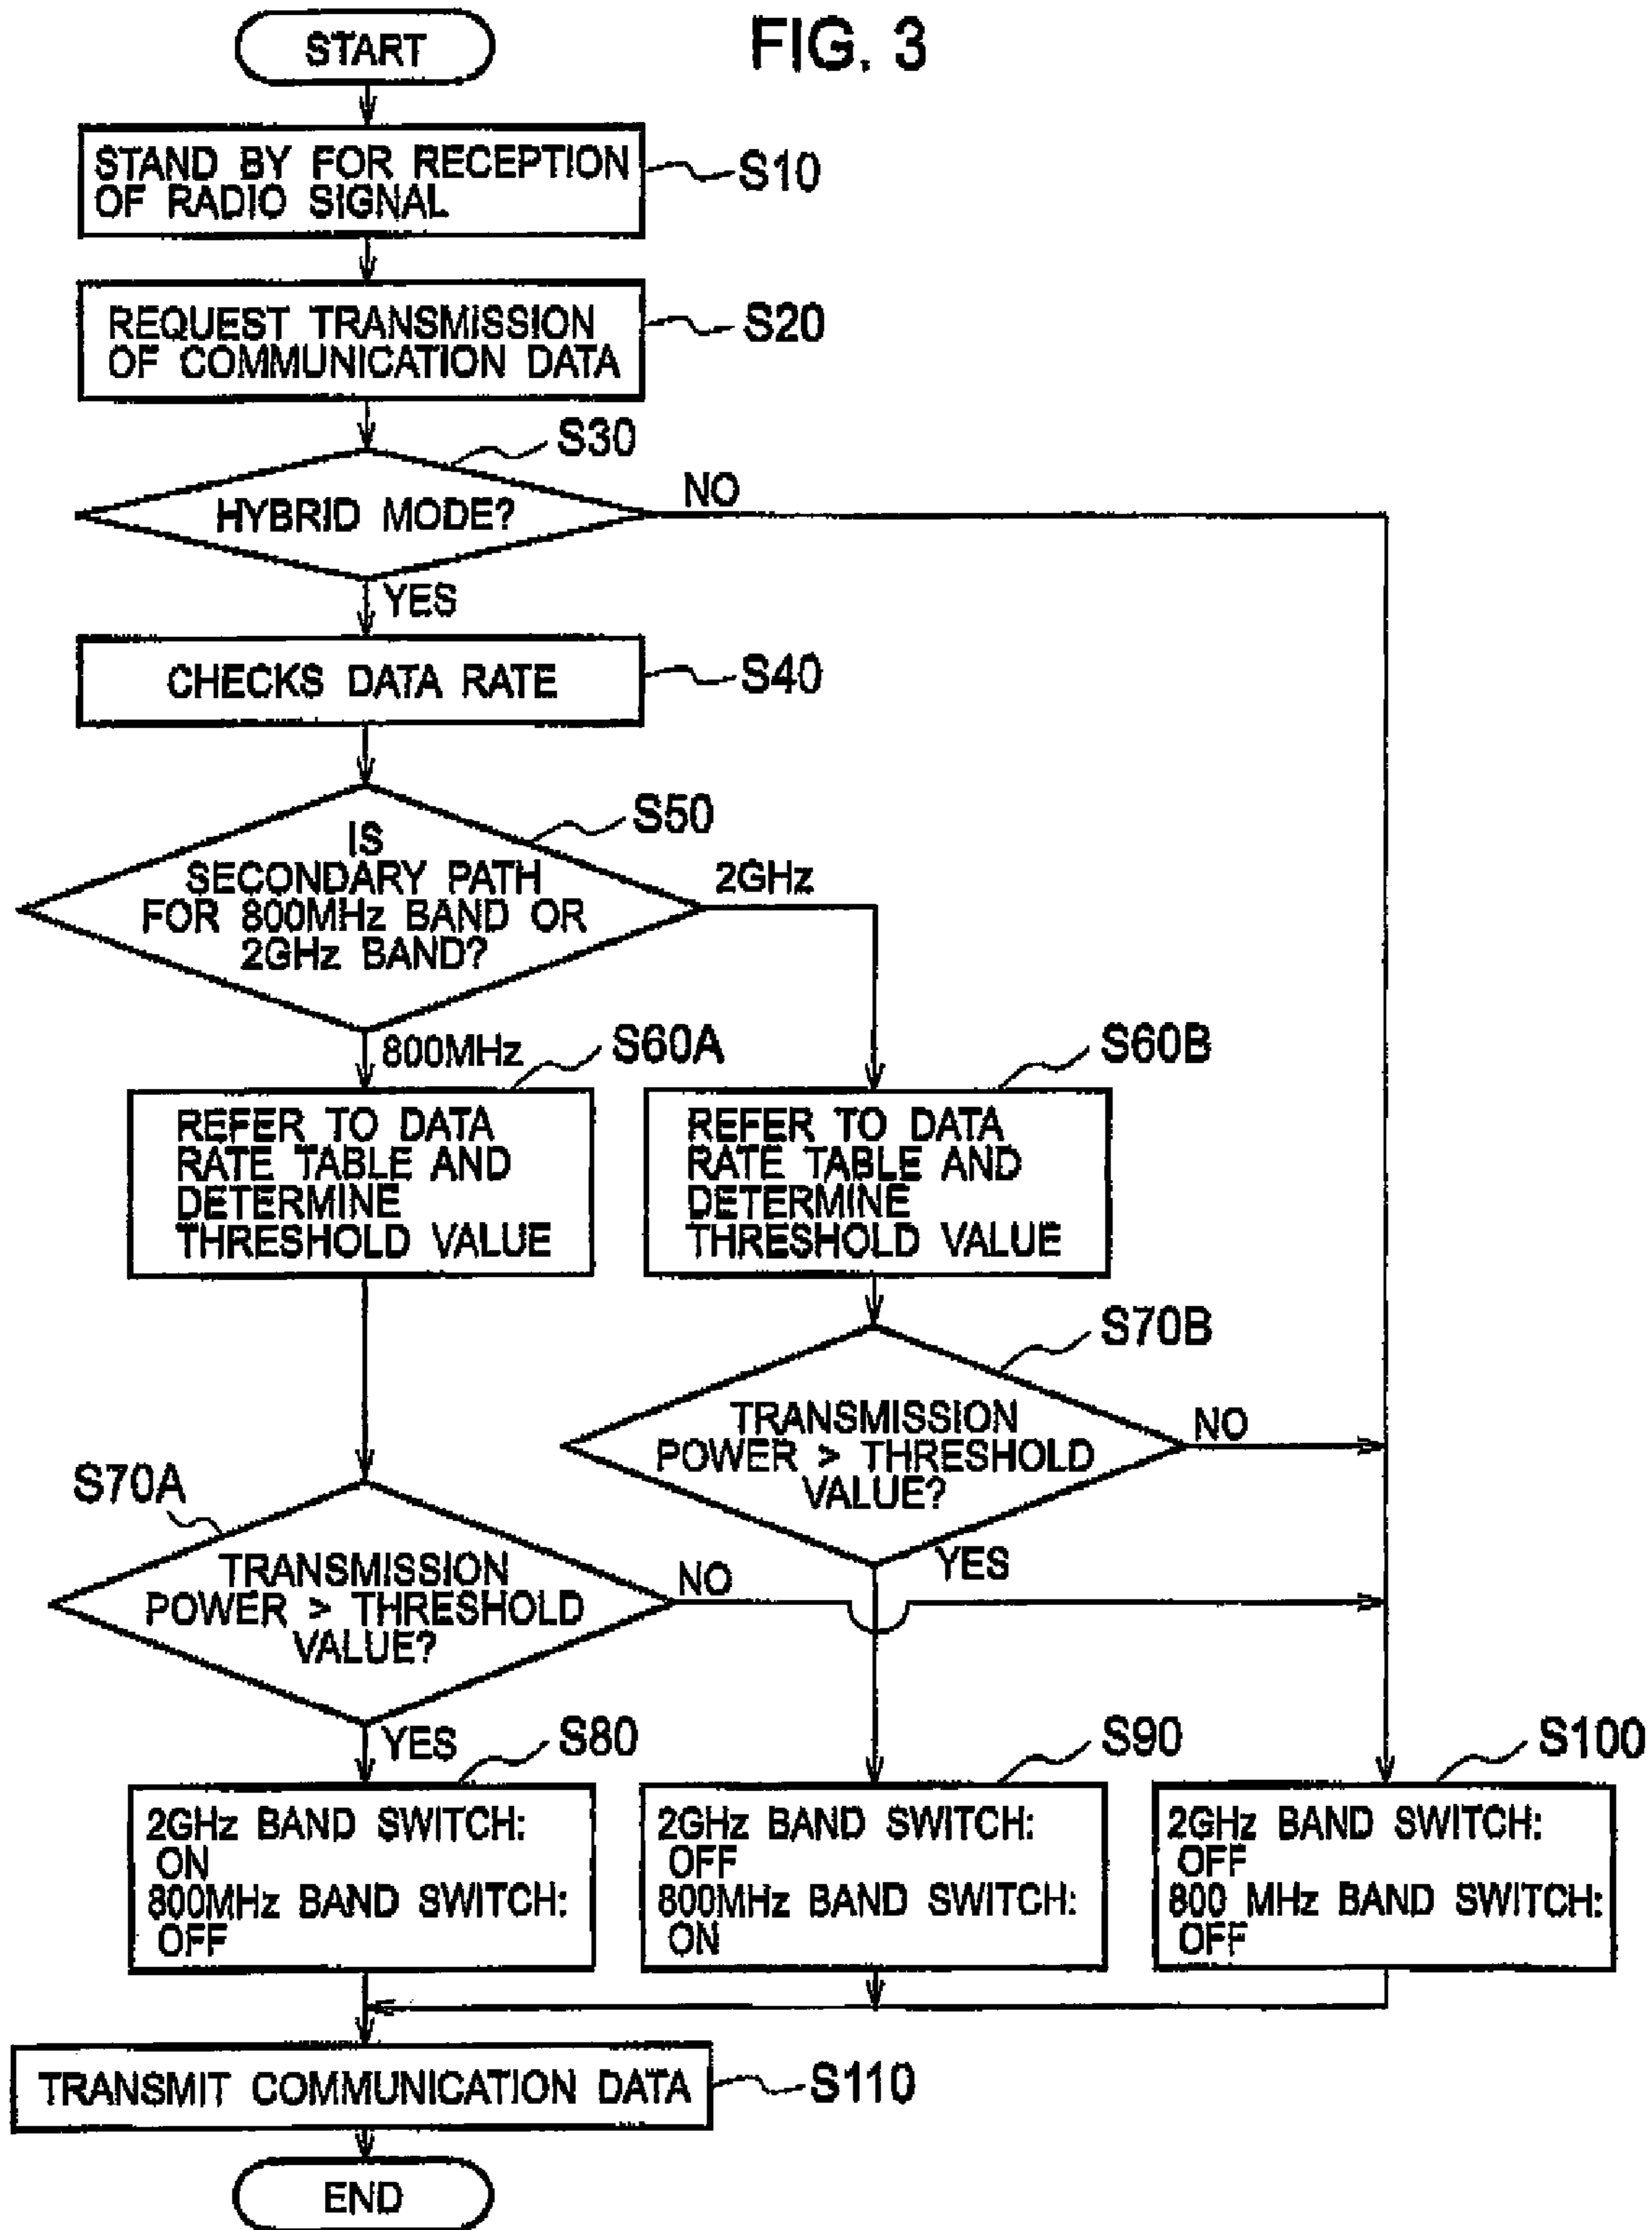 FIG. 3
START
STAND BY FOR RECEPTION
OF RADIO SIGNAL
S10
REQUEST TRANSMISSION
OF COMMUNICATION DATA
S20
S30
HYBRID MODE?
NO
YES
CHECKS DATA RATE
S40
S50
IS
SECONDARY PATH
FOR 800MHz BAND OR
2GHz BAND?
2GHz
800MHz
S60A
REFER TO DATA
RATE TABLE AND
DETERMINE
THRESHOLD VALUE
S60B
REFER TO DATA
RATE TABLE AND
DETERMINE
THRESHOLD VALUE
S70B
TRANSMISSION
POWER > THRESHOLD
VALUE?
NO
YES
S70A
TRANSMISSION
POWER > THRESHOLD
VALUE?
NO
YES
S80
2GHz BAND SWITCH:
ON
800MHz BAND SWITCH:
OFF
S90
2GHz BAND SWITCH:
OFF
800MHz BAND SWITCH:
ON
S100
2GHz BAND SWITCH:
OFF
800 MHz BAND SWITCH:
OFF
TRANSMIT COMMUNICATION DATA
S110
END